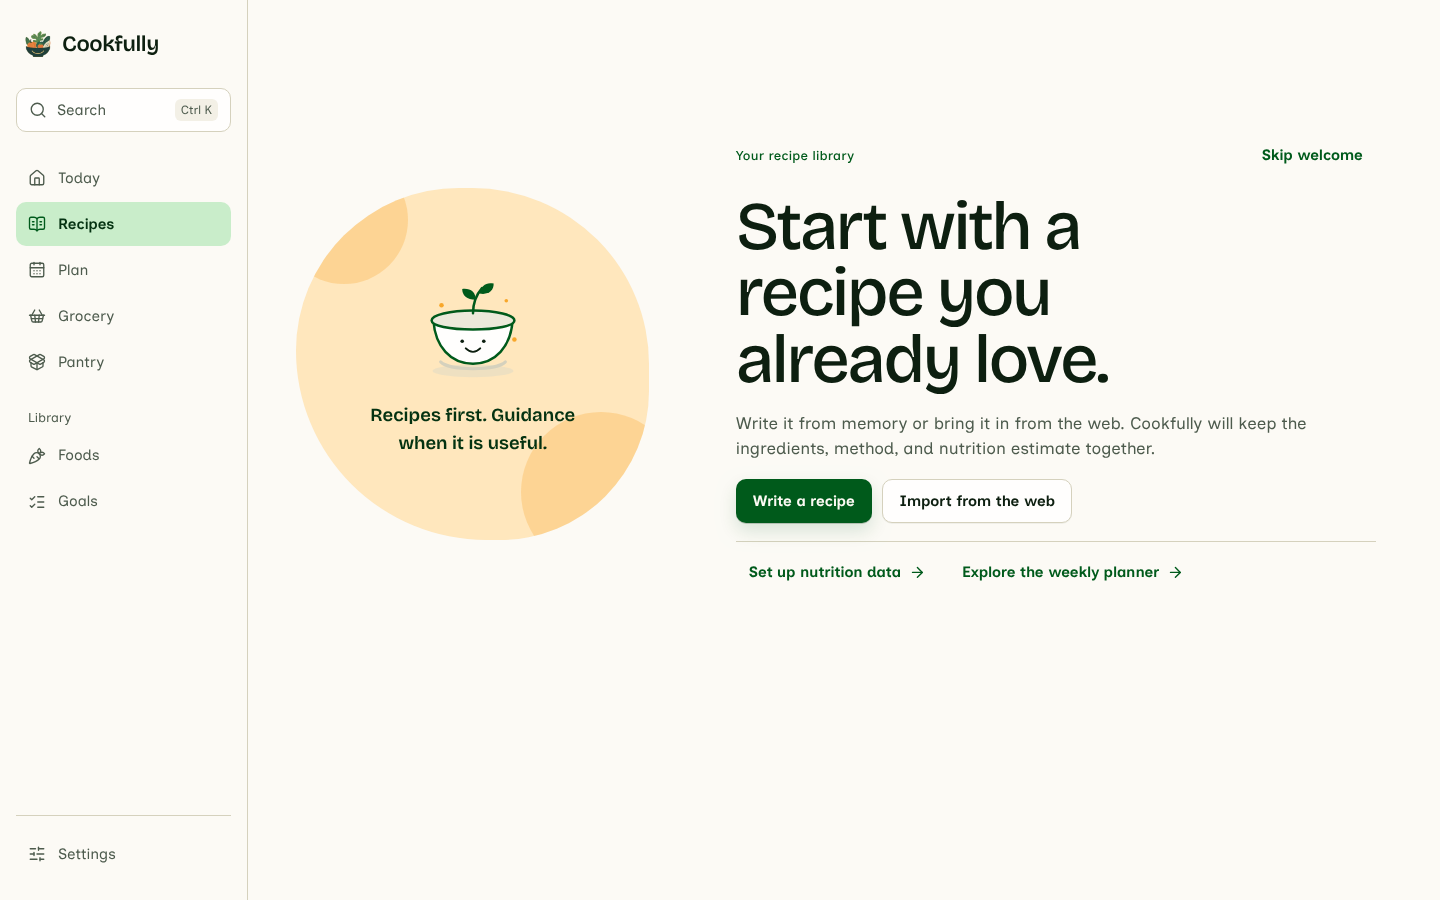 Cookfully
Search
Ctrl K
Today
Recipes
Plan
Grocery
Pantry
Library
Foods
Goals
Settings
Recipes first. Guidance
when it is useful.
Your recipe library
Skip welcome
Start with a
recipe you
already love.
Write it from memory or bring it in from the web. Cookfully will keep the
ingredients, method, and nutrition estimate together.
Write a recipe
Import from the web
Set up nutrition data
Explore the weekly planner